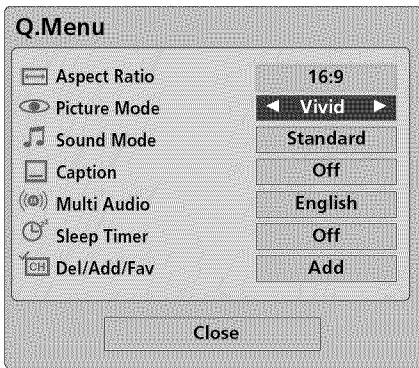 Q.Menu
Aspect Ratio 16:9
Picture Mode ◄ Vivid ►
Sound Mode Standard
Caption Off
Multi Audio English
Sleep Timer Off
CH Del/Add/Fav Add
Close